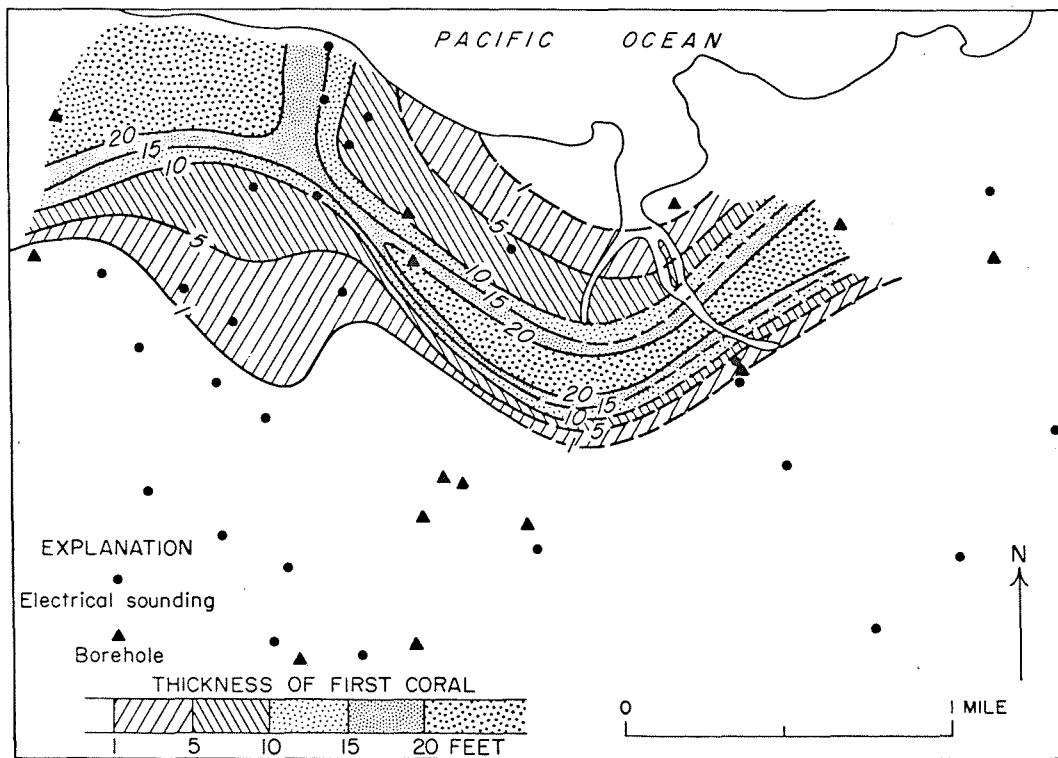 PACIFIC OCEAN
20
15
10
5
1
1
5
10
15
20
20
15
10
5
1
EXPLANATION
Electrical sounding
Borehole
THICKNESS OF FIRST CORAL
1 5 10 15 20 FEET
N
0 1 MILE